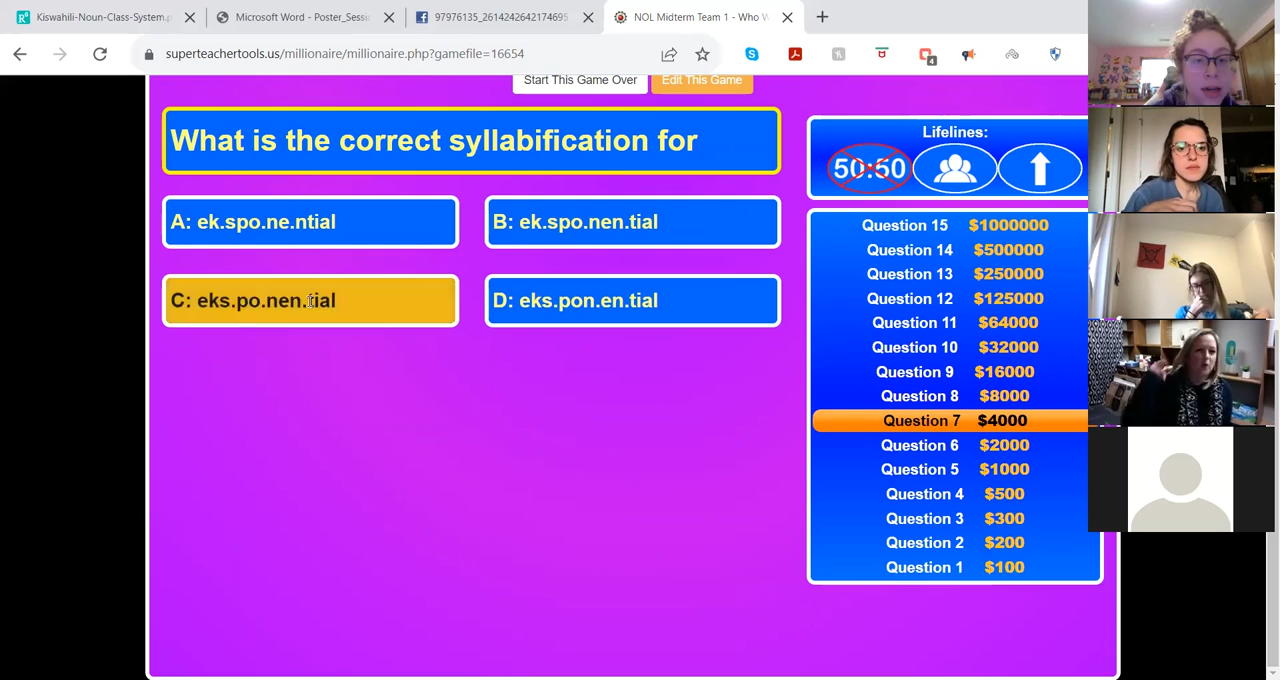 Kiswahili-Noun-Class-System.p
Microsoft Word - Poster_Sessi
97976135_2614242642174695
NOL Midterm Team 1 - Who W
superteachertools.us/millionaire/millionaire.php?gamefile=16654
4
Start This Game Over
Edit This Game
What is the correct syllabification for
A: ek.spo.ne.ntial
B: ek.spo.nen.tial
C: eks.po.nen.tial
D: eks.pon.en.tial
Lifelines:
50:50
Question 15 $1000000
Question 14 $500000
Question 13 $250000
Question 12 $125000
Question 11 $64000
Question 10 $32000
Question 9 $16000
Question 8 $8000
Question 7 $4000
Question 6 $2000
Question 5 $1000
Question 4 $500
Question 3 $300
Question 2 $200
Question 1 $100